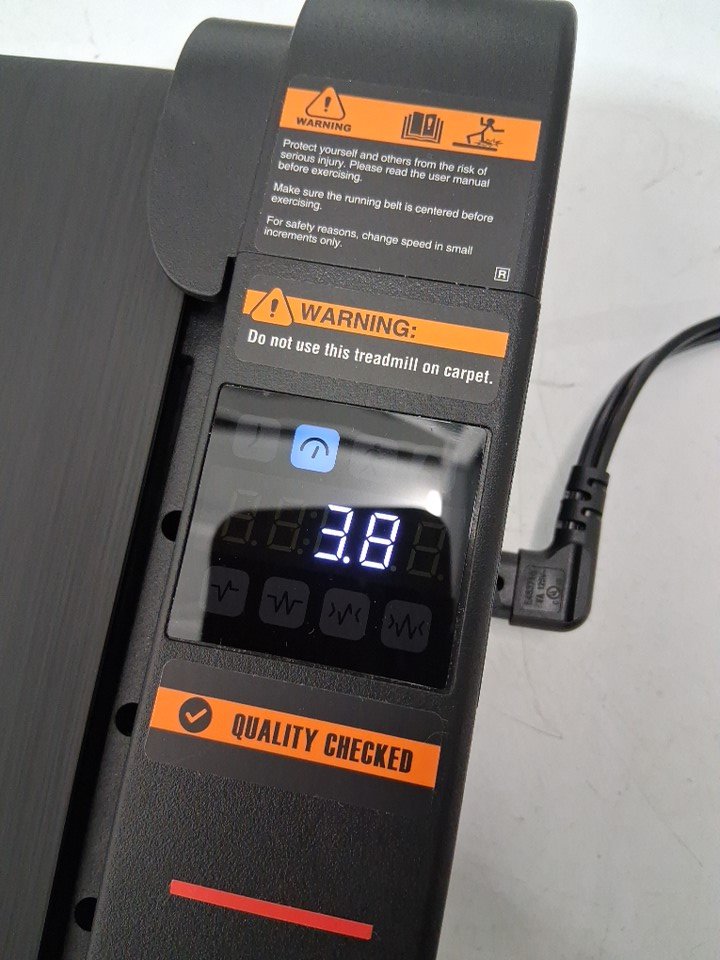 WARNING
Protect yourself and others from the risk of
serious injury. Please read the user manual
before exercising.
Make sure the running belt is centered before
exercising.
For safety reasons, change speed in small
increments only.
R
WARNING:
Do not use this treadmill on carpet.
3.8
QUALITY CHECKED